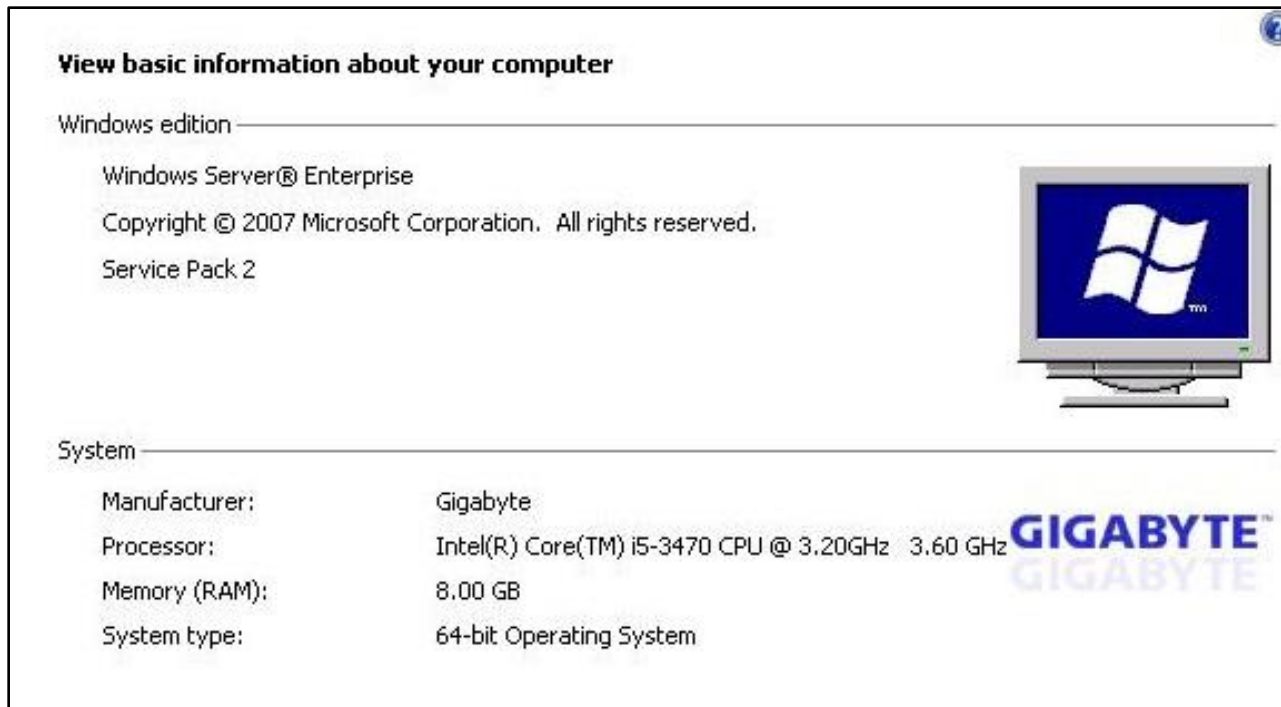 View basic information about your computer
Windows edition
Windows Server® Enterprise
Copyright © 2007 Microsoft Corporation. All rights reserved.
Service Pack 2
TM
System
Manufacturer: Gigabyte
Processor: Intel(R) Core(TM) i5-3470 CPU @ 3.20GHz 3.60 GHz
Memory (RAM): 8.00 GB
System type: 64-bit Operating System
GIGABYTE™
GIGABYTE